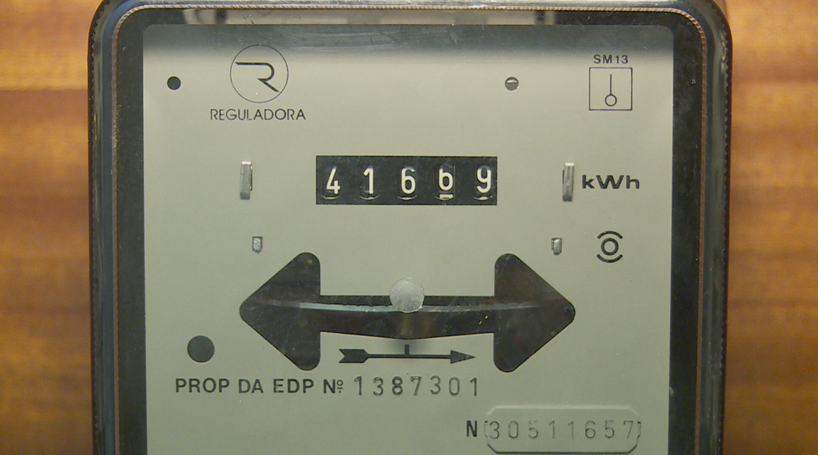 REGULADORA
SM13
41669
kWh
PROP DA EDP Nº 1387301
N 30511657